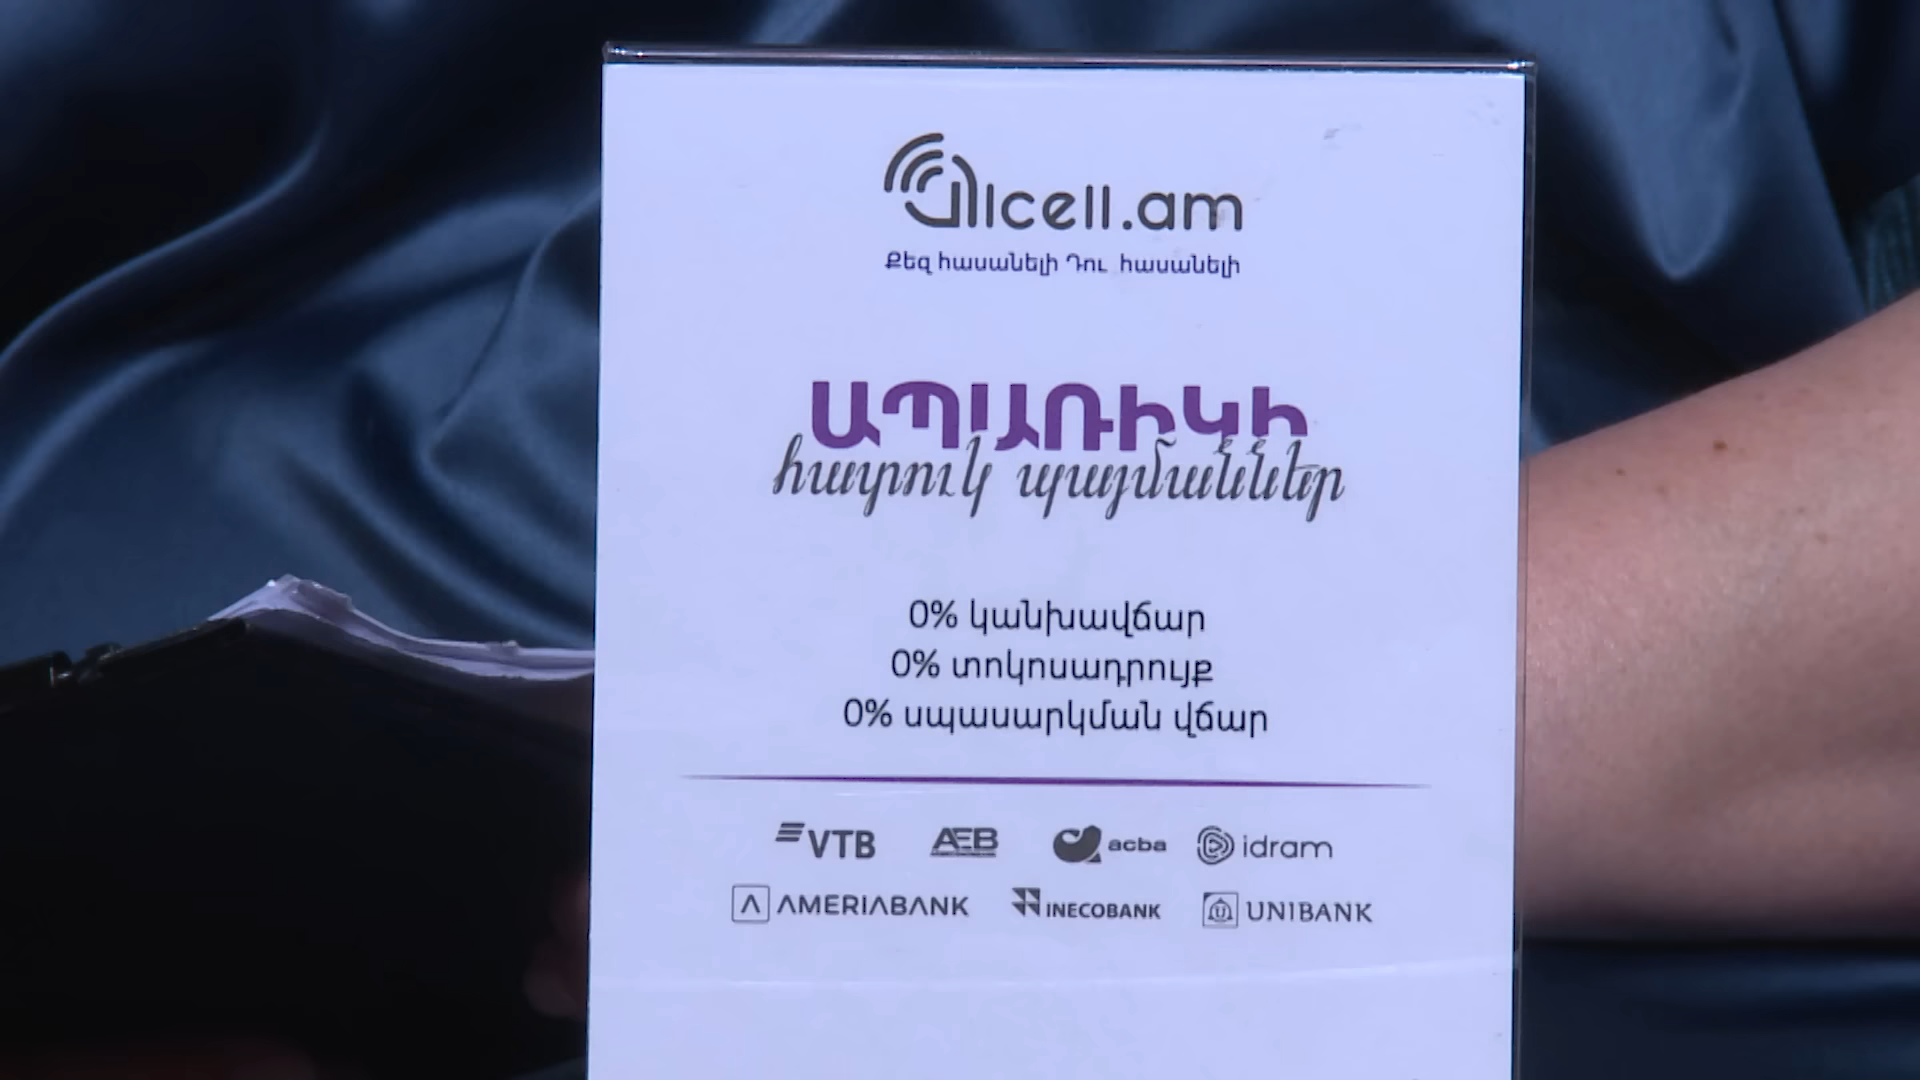 allcell.am
Քեզ հասանելի Դու հասանելի
ԱՊԱՌԻԿԻ
հատուկ պայմաններ
0% կանխավճար
0% տոկոսադրույք
0% սպասարկման վճար
VTB AEB acba idram
AMERIABANK INECOBANK UNIBANK